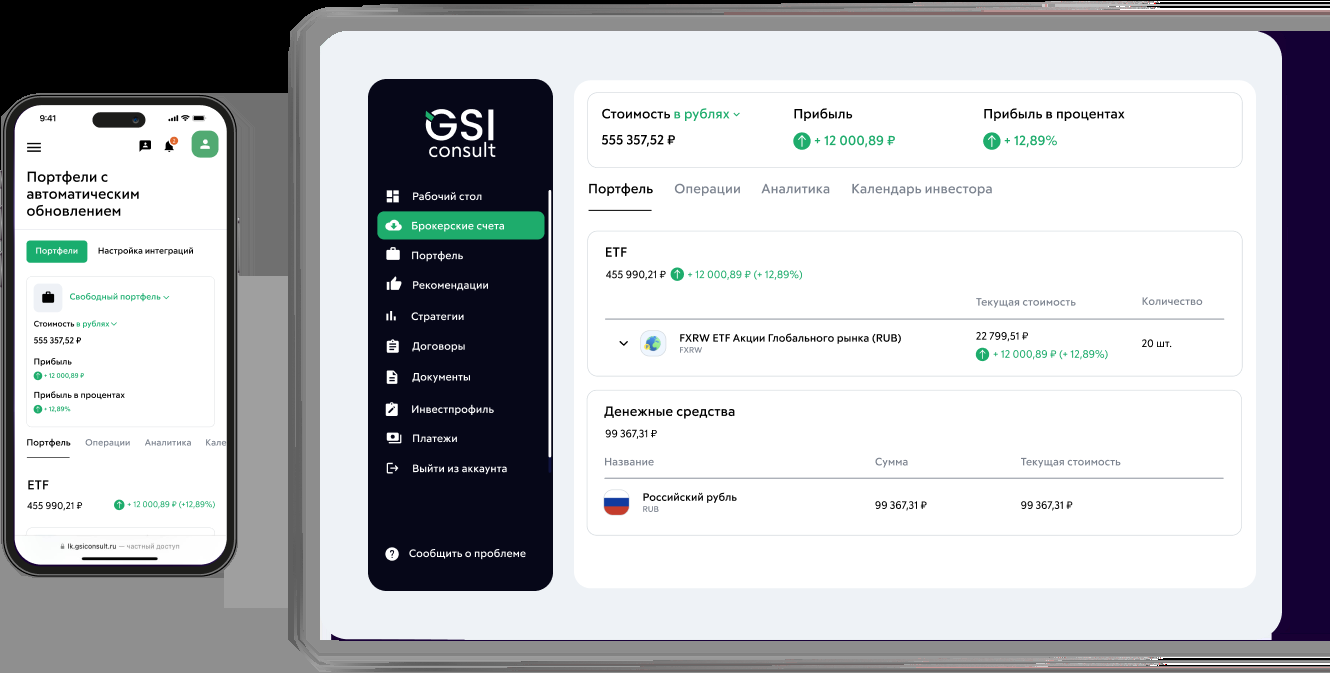 9:41
2
Портфели с
автоматическим
обновлением
Портфели
Настройка интеграций
Свободный портфель
Стоимость в рублях
555 357,52 ₽
Прибыль
+ 12 000,89 ₽
Прибыль в процентах
+ 12,89%
Портфель Операции Аналитика Кале
ETF
455 990,21 ₽ + 12 000,89 ₽ (+12,89%)
lk.gsiconsult.ru — частный доступ
GSI
consult
Рабочий стол
Брокерские счета
Портфель
Рекомендации
Стратегии
Договоры
Документы
Инвестпрофиль
Платежи
Выйти из аккаунта
Сообщить о проблеме
Стоимость в рублях Прибыль Прибыль в процентах
555 357,52 ₽ + 12 000,89 ₽ + 12,89%
Портфель Операции Аналитика Календарь инвестора
ETF
455 990,21 ₽ + 12 000,89 ₽ (+ 12,89%)
Текущая стоимость Количество
FXRW ETF Акции Глобального рынка (RUB) 22 799,51 ₽ 20 шт.
FXRW + 12 000,89 ₽ (+ 12,89%)
Денежные средства
99 367,31 ₽
Название Сумма Текущая стоимость
Российский рубль 99 367,31 ₽ 99 367,31 ₽
RUB